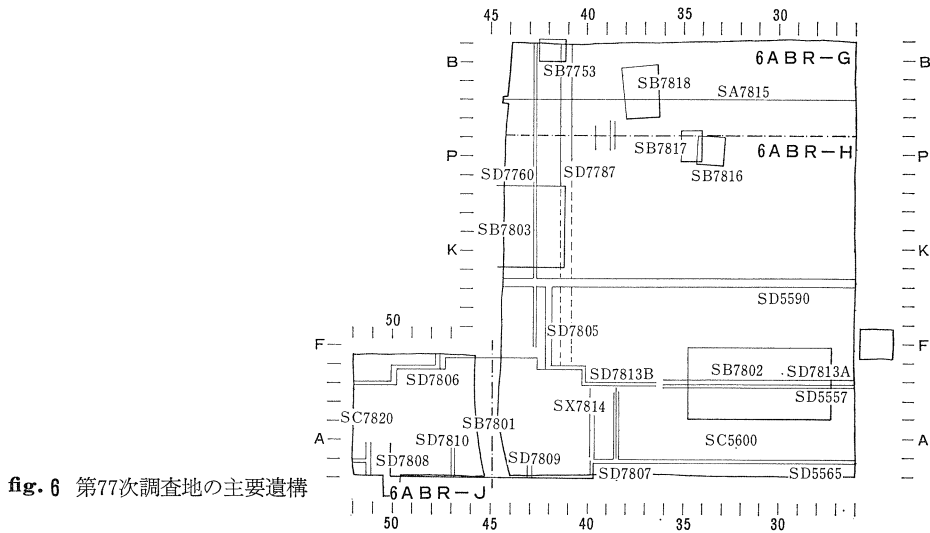 45 40 35 30
B
SB7753
6ABR-G
B
SB7818
SA7815
SB7817
6ABR-H
P
P
SB7816
SD7760
SD7787
SB7803
K
K
SD5590
50
SD7805
F
F
SD7806
SD7813B
SB7802
SD7813A
SD5557
SX7814
SC7820
SB7801
A
SD7810
SC5600
A
SD7808
SD7809
SD7807
SD5565
fig. 6 第77次調査地の主要遺構
6ABR-J
50 45 40 35 30